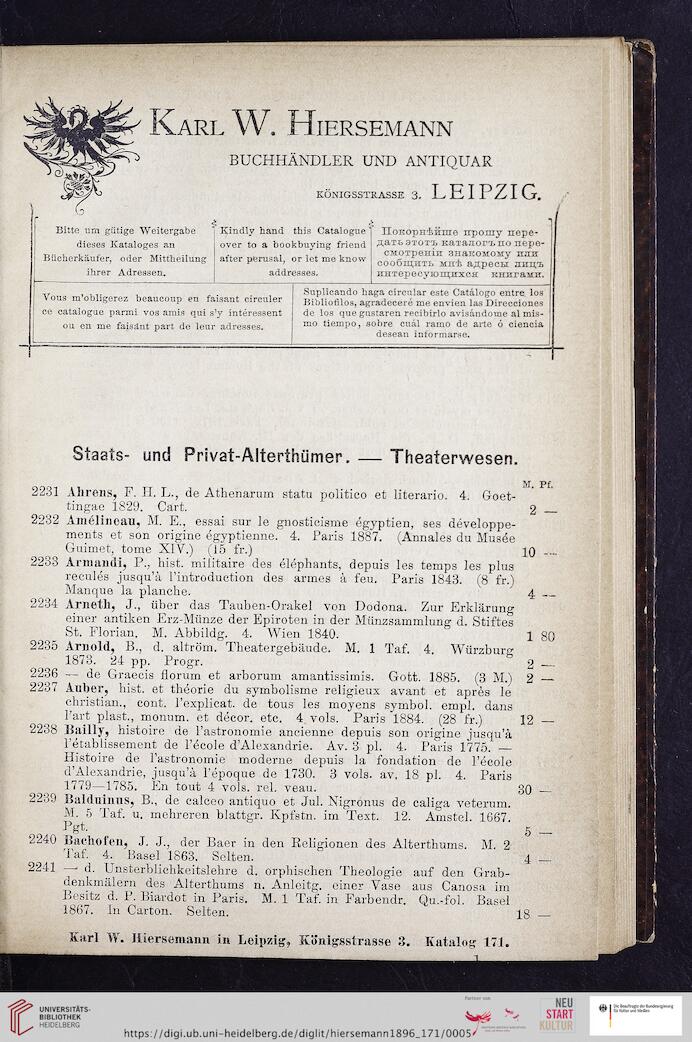 KARL W. HIERSEMANN
BUCHHÄNDLER UND ANTIQUAR
KÖNIGSSTRASSE 3. LEIPZIG.
Bitte um gütige Weitergabe
dieses Kataloges an
Bücherkäufer, oder Mittheilung
ihrer Adressen.
Kindly hand this Catalogue
over to a bookbuying friend
after perusal, or let me know
addresses.
Покорнѣйше прошу пере-
дать этотъ каталогъ по пере-
смотреніи знакомому или
сообщить мнѣ адресы лицъ
интересующихся книгами.
Vous m'obligerez beaucoup en faisant circuler
ce catalogue parmi vos amis qui s'y intéressent
ou en me faisant part de leur adresses.
Suplicando haga circular este Catálogo entre los
Bibliofilos, agradeceré me envien las Direcciones
de los que gustaren recibirlo avisándome al mis-
mo tiempo, sobre cuál ramo de arte ó ciencia
desean informarse.
Staats- und Privat-Alterthümer. — Theaterwesen.
M. Pf.
2231 Ahrens, F. H. L., de Athenarum statu politico et literario. 4. Goet-
tingae 1829. Cart. 2 —
2232 Amélineau, M. E., essai sur le gnosticisme égyptien, ses développe-
ments et son origine égyptienne. 4. Paris 1887. (Annales du Musée
Guimet, tome XIV.) (15 fr.) 10 —
2233 Armandi, P., hist. militaire des éléphants, depuis les temps les plus
reculés jusqu'à l'introduction des armes à feu. Paris 1843. (8 fr.)
Manque la planche. 4 —
2234 Arneth, J., über das Tauben-Orakel von Dodona. Zur Erklärung
einer antiken Erz-Münze der Epiroten in der Münzsammlung d. Stiftes
St. Florian. M. Abbildg. 4. Wien 1840. 1 80
2235 Arnold, B., d. altröm. Theatergebäude. M. 1 Taf. 4. Würzburg
1873. 24 pp. Progr. 2 —
2236 — de Graecis florum et arborum amantissimis. Gott. 1885. (3 M.) 2 —
2237 Auber, hist. et théorie du symbolisme religieux avant et après le
christian., cont. l'explicat. de tous les moyens symbol. empl. dans
l'art plast., monum. et décor. etc. 4 vols. Paris 1884. (28 fr.) 12 —
2238 Bailly, histoire de l'astronomie ancienne depuis son origine jusqu'à
l'établissement de l'école d'Alexandrie. Av. 3 pl. 4. Paris 1775. —
Histoire de l'astronomie moderne depuis la fondation de l'école
d'Alexandrie, jusqu'à l'époque de 1730. 3 vols. av. 18 pl. 4. Paris
1779—1785. En tout 4 vols. rel. veau. 30 —
2239 Balduinus, B., de calceo antiquo et Jul. Nigronus de caliga veterum.
M. 5 Taf. u. mehreren blattgr. Kpfstn. im Text. 12. Amstel. 1667.
Pgt. 5 —
2240 Bachofen, J. J., der Baer in den Religionen des Alterthums. M. 2
Taf. 4. Basel 1863. Selten. 4 —
2241 — d. Unsterblichkeitslehre d. orphischen Theologie auf den Grab-
denkmälern des Alterthums n. Anleitg. einer Vase aus Canosa im
Besitz d. P. Biardot in Paris. M. 1 Taf. in Farbendr. Qu.-fol. Basel
1867. In Carton. Selten. 18 —
Karl W. Hiersemann in Leipzig, Königsstrasse 3. Katalog 171.
1
UNIVERSITÄTS-
BIBLIOTHEK
HEIDELBERG
https://digi.ub.uni-heidelberg.de/diglit/hiersemann1896_171/0005
Partner von
NEU
START
KULTUR
Die Beauftragte der Bundesregierung
für Kultur und Medien